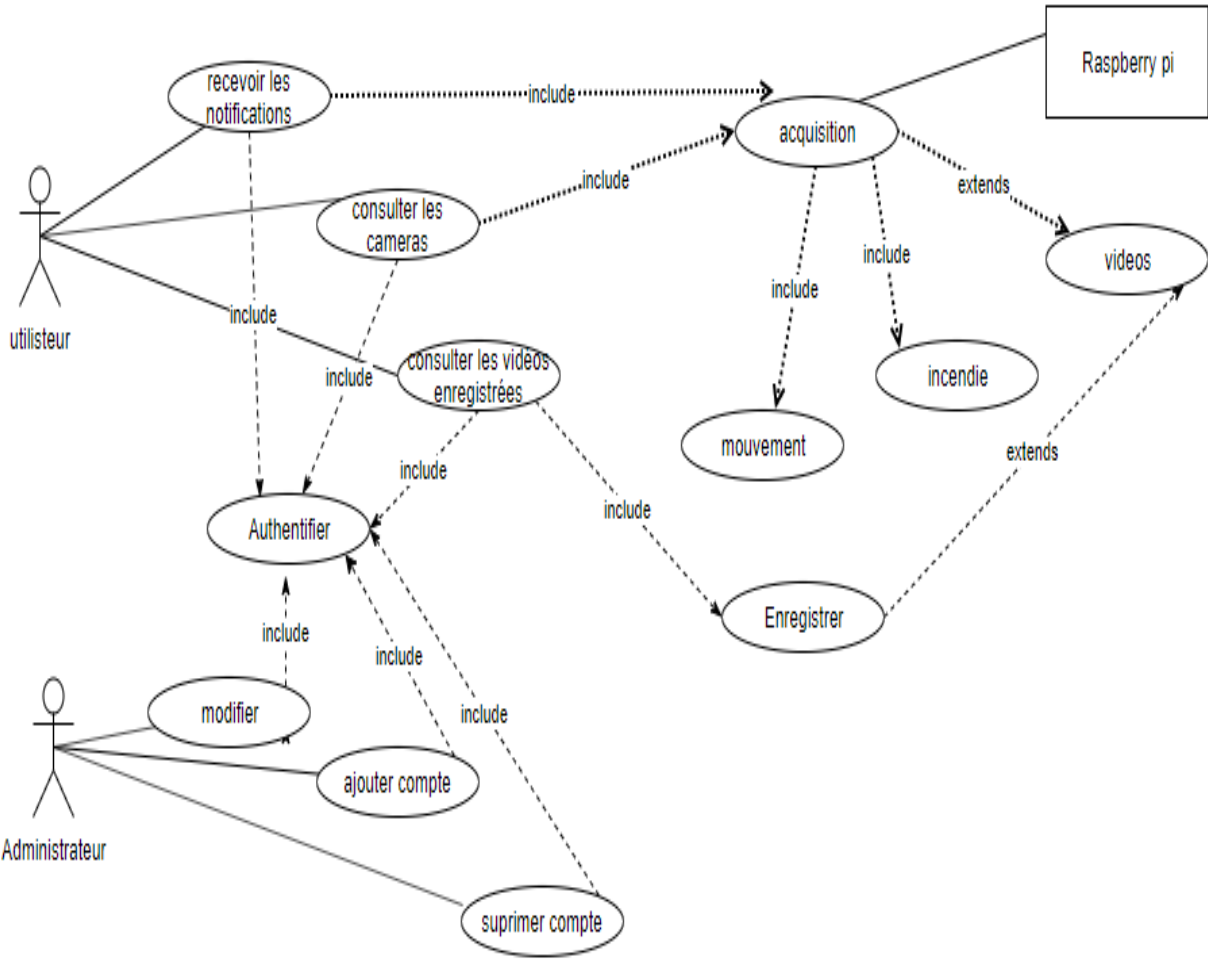 recevoir les
notifications
include
acquisition
Raspberry pi
extends
consulter les
cameras
include
include
include
videos
utilisteur
include
include
consulter les vidéos
enregistrées
incendie
mouvement
extends
include
include
Authentifier
Enregistrer
include
include
include
modifier
ajouter compte
Administrateur
suprimer compte